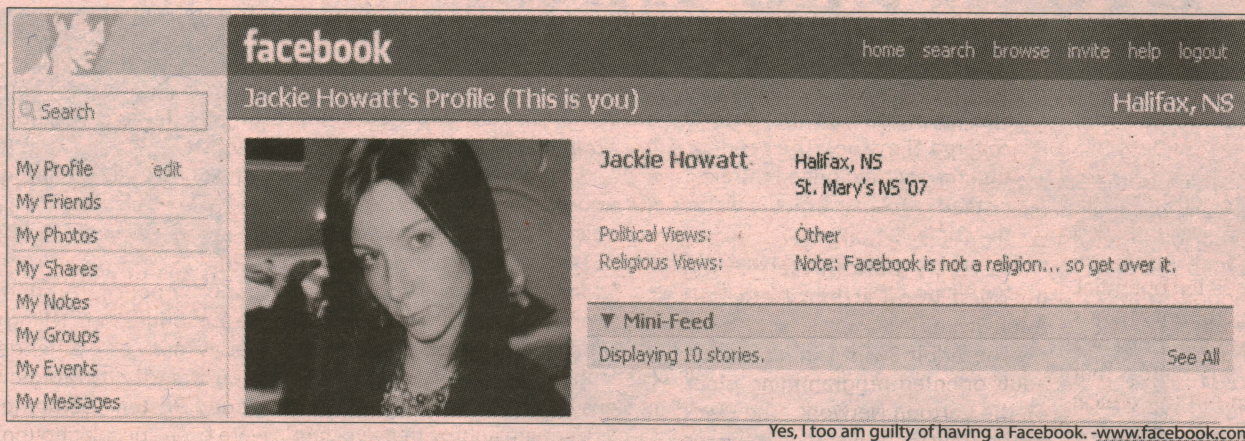 facebook
home search browse invite help logout
Search
Jackie Howatt's Profile (This is you)
Halifax, NS
My Profile edit
My Friends
My Photos
My Shares
My Notes
My Groups
My Events
My Messages
Jackie Howatt
Halifax, NS
St. Mary's NS '07
Political Views: Other
Religious Views: Note: Facebook is not a religion... so get over it.
▼ Mini-Feed
Displaying 10 stories. See All
Yes, I too am guilty of having a Facebook. -www.facebook.com